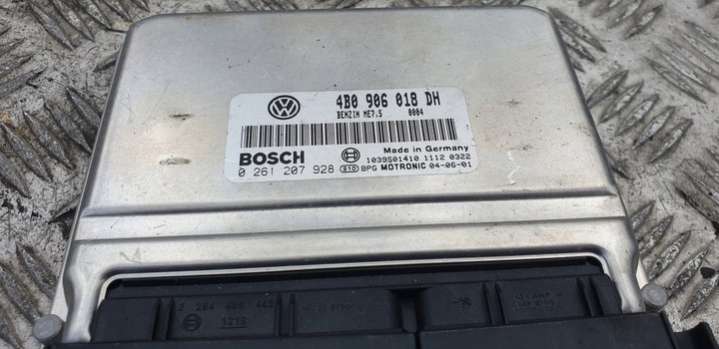 4B0 906 018 DH
BENZIN ME7.5 0004
BOSCH Made in Germany
1039S01410 1112 0322
0 261 207 928 BPG MOTRONIC 04-06-01
1219